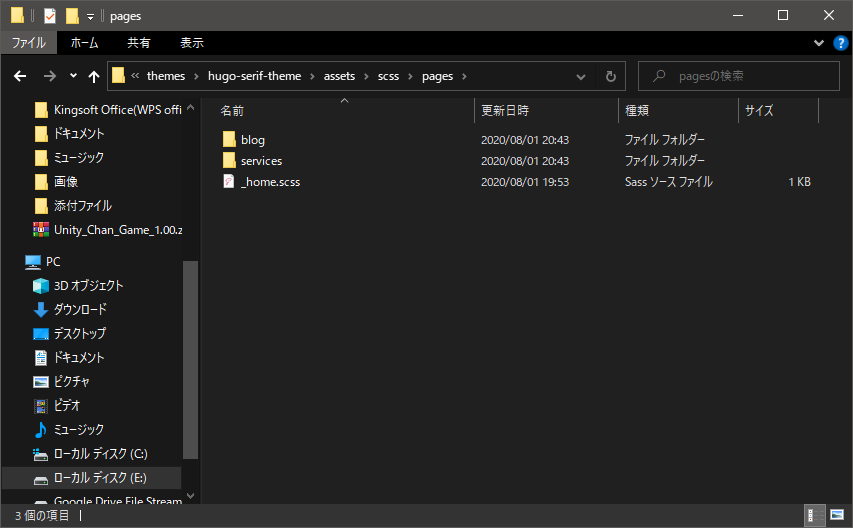 pages
ファイル ホーム 共有 表示
« themes › hugo-serif-theme › assets › scss › pages ›
pagesの検索
名前 更新日時 種類 サイズ
Kingsoft Office(WPS offi
ドキュメント
ミュージック
画像
添付ファイル
Unity_Chan_Game_1.00.z
PC
3D オブジェクト
ダウンロード
デスクトップ
ドキュメント
ピクチャ
ビデオ
ミュージック
ローカル ディスク (C:)
ローカル ディスク (E:)
Google Drive File Stream
blog 2020/08/01 20:43 ファイル フォルダー
services 2020/08/01 20:43 ファイル フォルダー
_home.scss 2020/08/01 19:53 Sass ソース ファイル 1 KB
3 個の項目